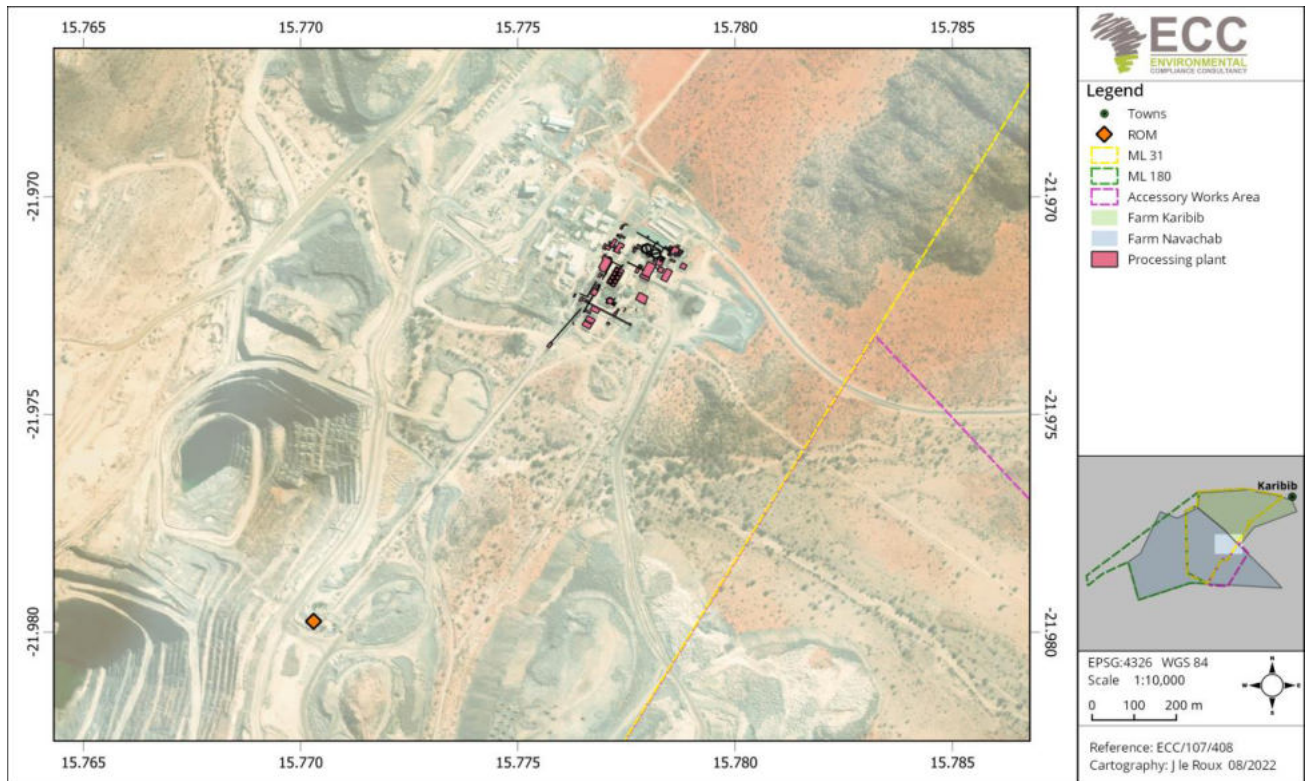 15.765 15.770 15.775 15.780 15.785
-21.970
-21.975
-21.980
-21.970
-21.975
-21.980
15.765 15.770 15.775 15.780 15.785
ECC
ENVIRONMENTAL
COMPLIANCE CONSULTANCY
Legend
Towns
ROM
ML 31
ML 180
Accessory Works Area
Farm Karibib
Farm Navachab
Processing plant
Karibib
EPSG:4326 WGS 84
Scale 1:10,000
0 100 200 m
N
W E
S
Reference: ECC/107/408
Cartography: J le Roux 08/2022